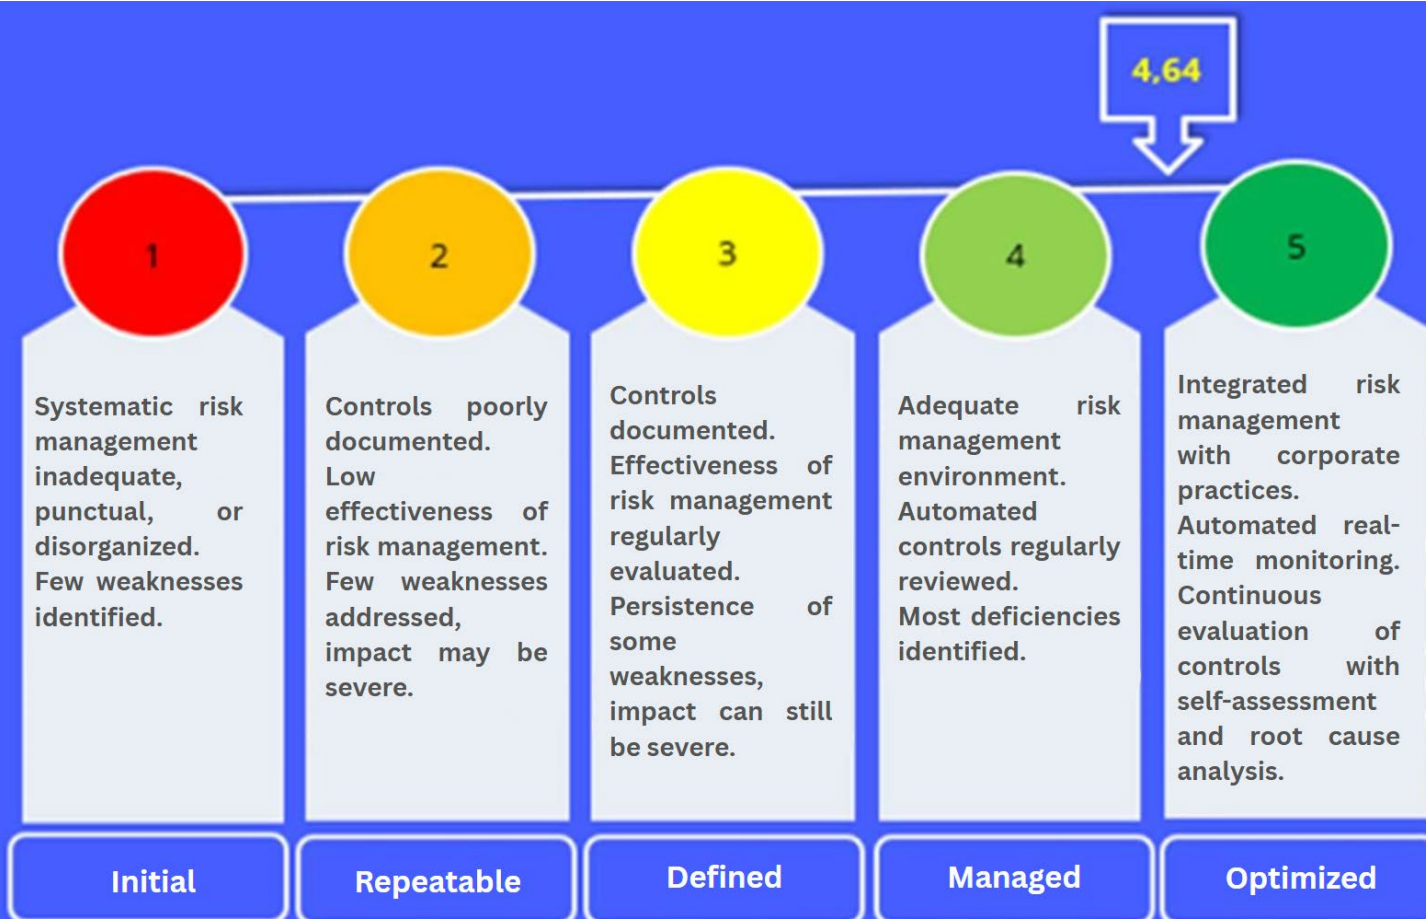 4,64
1
2
3
4
5
Systematic risk
management
inadequate,
punctual, or
disorganized.
Few weaknesses
identified.
Controls poorly
documented.
Low
effectiveness of
risk management.
Few weaknesses
addressed,
impact may be
severe.
Controls
documented.
Effectiveness of
risk management
regularly
evaluated.
Persistence of
some
weaknesses,
impact can still
be severe.
Adequate risk
management
environment.
Automated
controls regularly
reviewed.
Most deficiencies
identified.
Integrated risk
management
with corporate
practices.
Automated real-
time monitoring.
Continuous
evaluation of
controls with
self-assessment
and root cause
analysis.
Initial
Repeatable
Defined
Managed
Optimized